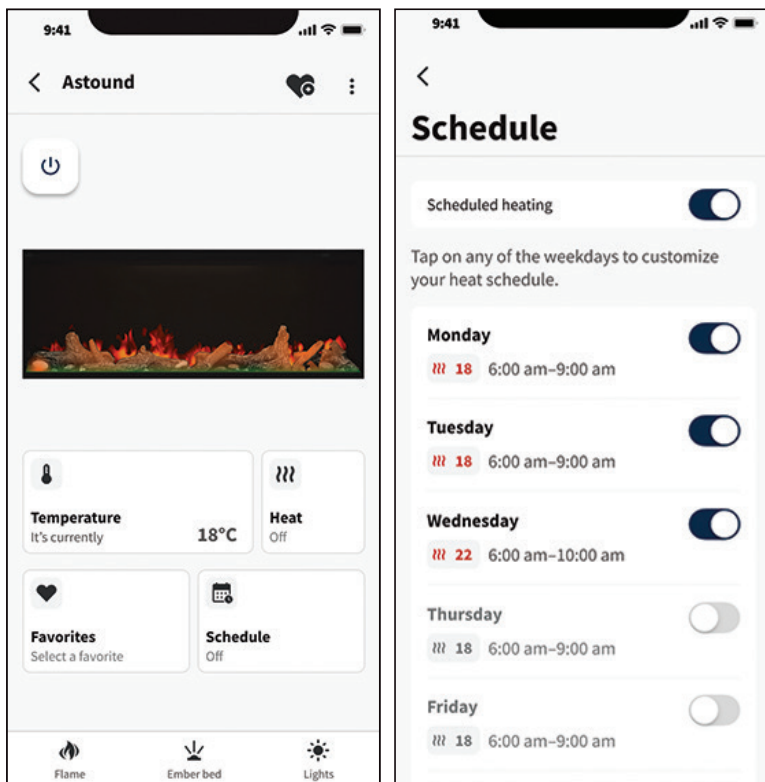 9:41
Astound
Temperature
It's currently
18°C
Heat
Off
Favorites
Select a favorite
Schedule
Off
Flame
Ember bed
Lights
9:41
Schedule
Scheduled heating
Tap on any of the weekdays to customize
your heat schedule.
Monday
18 6:00 am–9:00 am
Tuesday
18 6:00 am–9:00 am
Wednesday
22 6:00 am–10:00 am
Thursday
18 6:00 am–9:00 am
Friday
18 6:00 am–9:00 am